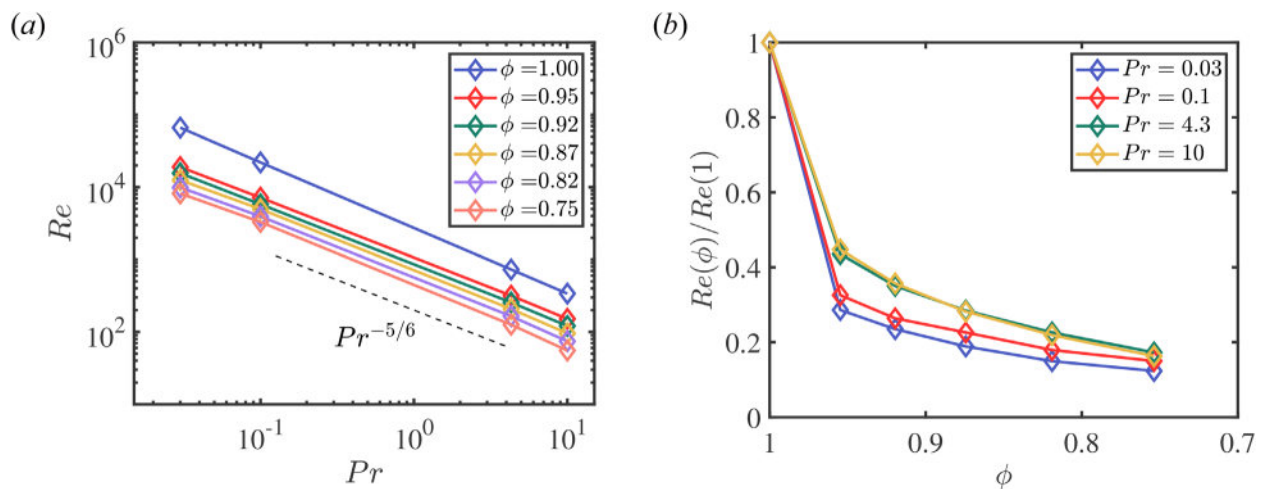 (a)
10^6
10^4
10^2
Re
10^-1
10^0
10^1
Pr
ϕ =1.00
ϕ =0.95
ϕ =0.92
ϕ =0.87
ϕ =0.82
ϕ =0.75
Pr^-5/6
(b)
1
0.8
0.6
0.4
0.2
0
Re(ϕ)/Re(1)
1
0.9
0.8
0.7
ϕ
Pr = 0.03
Pr = 0.1
Pr = 4.3
Pr = 10